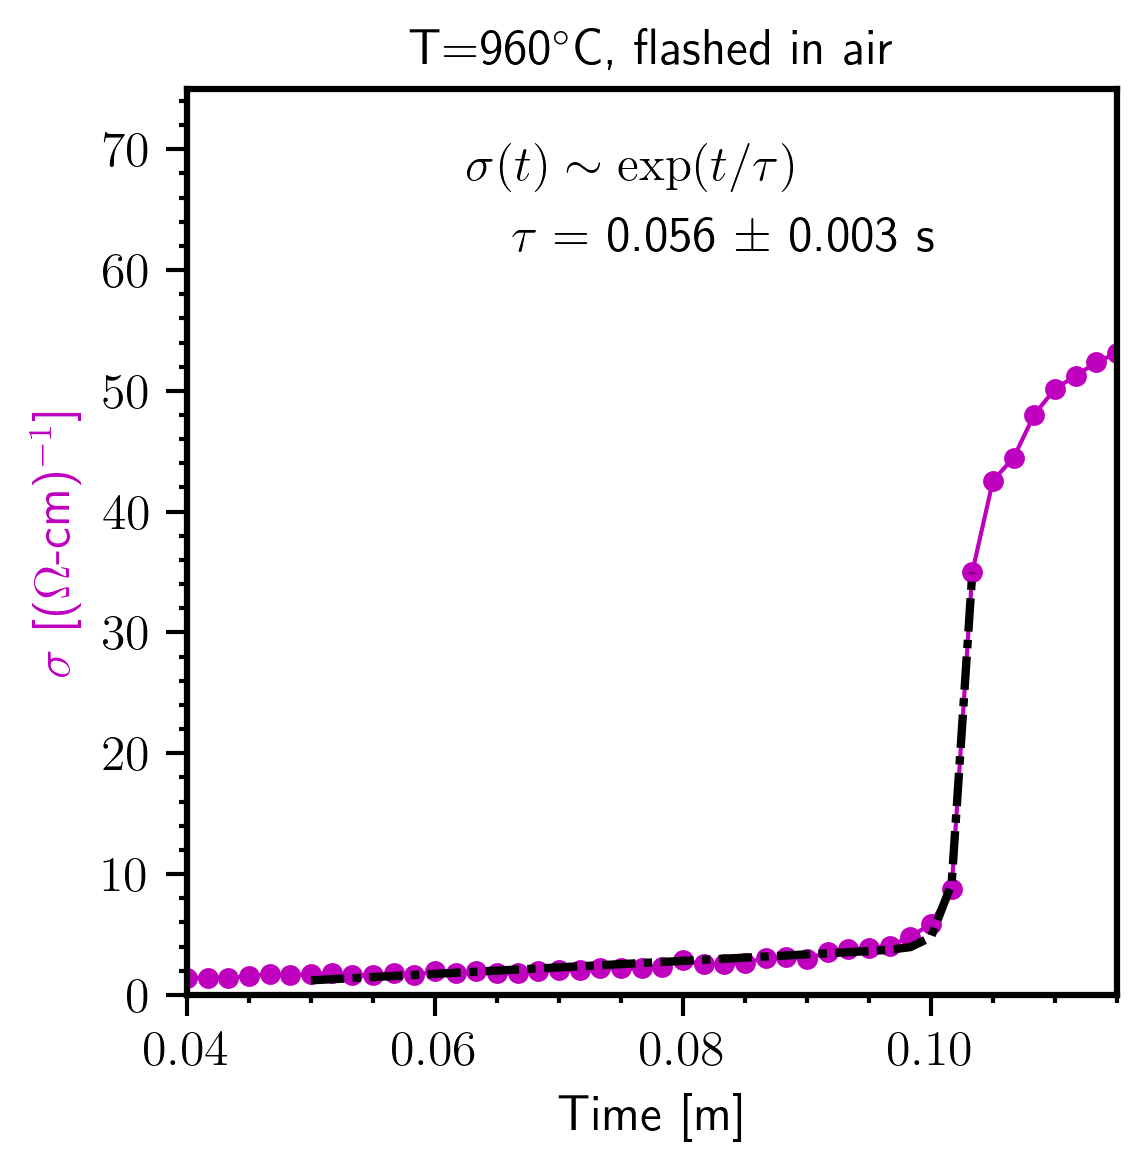 T=960°C, flashed in air
σ(t) ∼ exp(t/τ)
τ = 0.056 ± 0.003 s
σ [(Ω-cm)⁻¹]
70
60
50
40
30
20
10
0
0.04 0.06 0.08 0.10
Time [m]